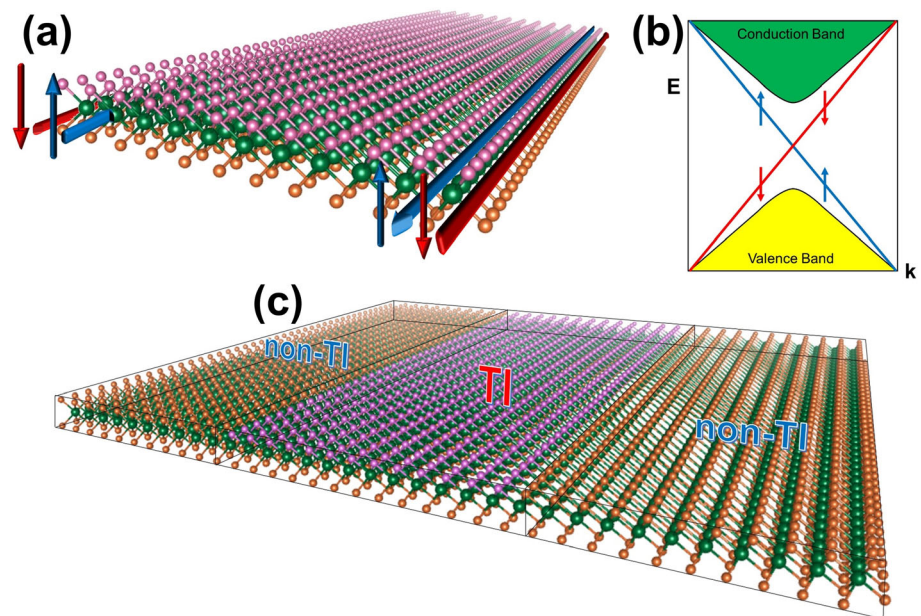 (a)
(b)
Conduction Band
E
Valence Band
k
(c)
non-TI
TI
non-TI